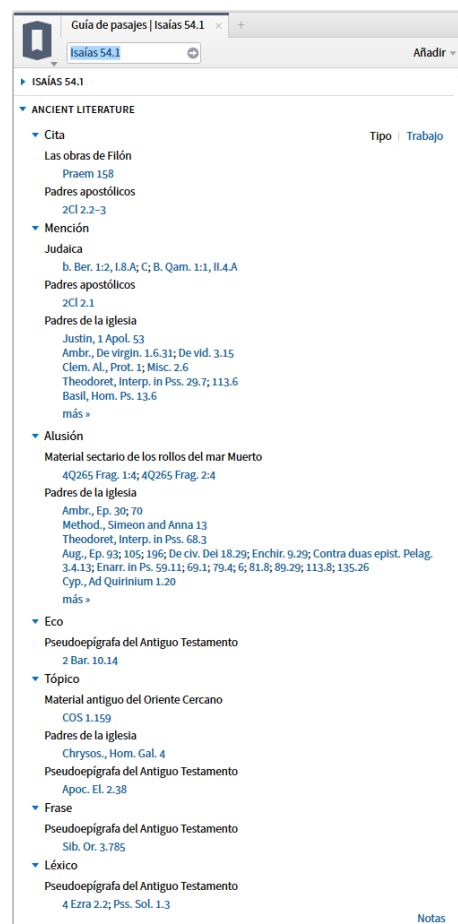 Guía de pasajes | Isaías 54.1 × +
Isaías 54.1 Añadir
ISAÍAS 54.1
ANCIENT LITERATURE
Cita Tipo | Trabajo
Las obras de Filón
Praem 158
Padres apostólicos
2Cl 2.2–3
Mención
Judaica
b. Ber. 1:2, I.8.A; C; B. Qam. 1:1, II.4.A
Padres apostólicos
2Cl 2.1
Padres de la iglesia
Justin, 1 Apol. 53
Ambr., De virgin. 1.6.31; De vid. 3.15
Clem. Al., Prot. 1; Misc. 2.6
Theodoret, Interp. in Pss. 29.7; 113.6
Basil, Hom. Ps. 13.6
más »
Alusión
Material sectario de los rollos del mar Muerto
4Q265 Frag. 1:4; 4Q265 Frag. 2:4
Padres de la iglesia
Ambr., Ep. 30; 70
Method., Simeon and Anna 13
Theodoret, Interp. in Pss. 68.3
Aug., Ep. 93; 105; 196; De civ. Dei 18.29; Enchir. 9.29; Contra duas epist. Pelag.
3.4.13; Enarr. in Ps. 59.11; 69.1; 79.4; 6; 81.8; 89.29; 113.8; 135.26
Cyp., Ad Quirinium 1.20
más »
Eco
Pseudoepígrafa del Antiguo Testamento
2 Bar. 10.14
Tópico
Material antiguo del Oriente Cercano
COS 1.159
Padres de la iglesia
Chrysos., Hom. Gal. 4
Pseudoepígrafa del Antiguo Testamento
Apoc. El. 2.38
Frase
Pseudoepígrafa del Antiguo Testamento
Sib. Or. 3.785
Léxico
Pseudoepígrafa del Antiguo Testamento
4 Ezra 2.2; Pss. Sol. 1.3
Notas